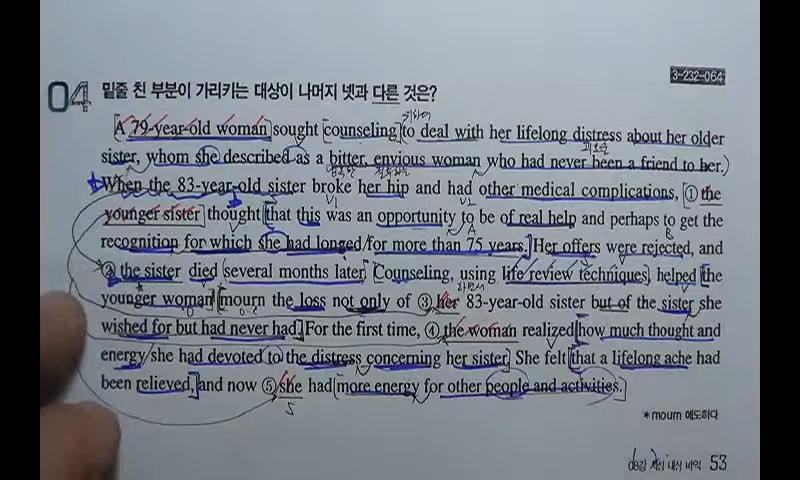 3-232-064
04 밑줄 친 부분이 가리키는 대상이 나머지 넷과 다른 것은?
A 79-year-old woman sought counseling to deal with her lifelong distress about her older
sister, whom she described as a bitter, envious woman who had never been a friend to her.
When the 83-year-old sister broke her hip and had other medical complications, ① the
younger sister thought that this was an opportunity to be of real help and perhaps to get the
recognition for which she had longed for more than 75 years. Her offers were rejected, and
② the sister died several months later. Counseling, using life review techniques, helped the
younger woman mourn the loss not only of ③ her 83-year-old sister but of the sister she
wished for but had never had. For the first time, ④ the woman realized how much thought and
energy she had devoted to the distress concerning her sister. She felt that a lifelong ache had
been relieved, and now ⑤ she had more energy for other people and activities.
S
*mourn 애도하다
53